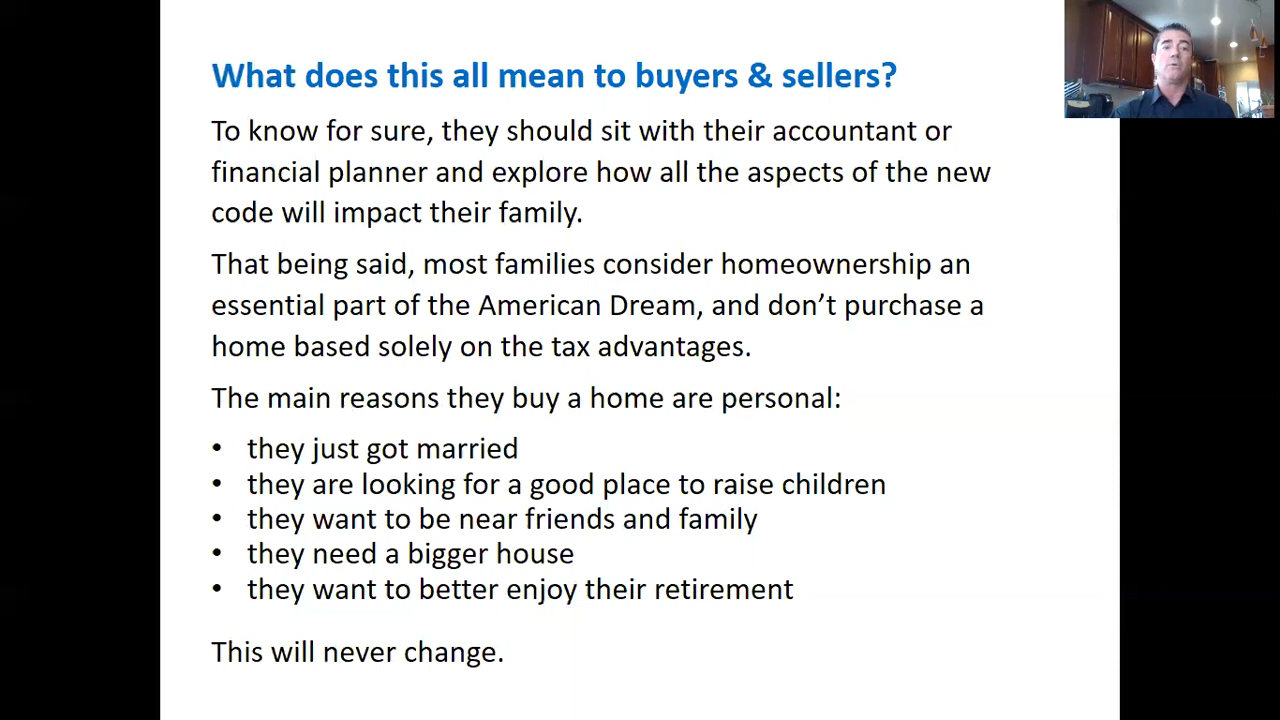 What does this all mean to buyers & sellers?
To know for sure, they should sit with their accountant or
financial planner and explore how all the aspects of the new
code will impact their family.
That being said, most families consider homeownership an
essential part of the American Dream, and don’t purchase a
home based solely on the tax advantages.
The main reasons they buy a home are personal:
• they just got married
• they are looking for a good place to raise children
• they want to be near friends and family
• they need a bigger house
• they want to better enjoy their retirement
This will never change.